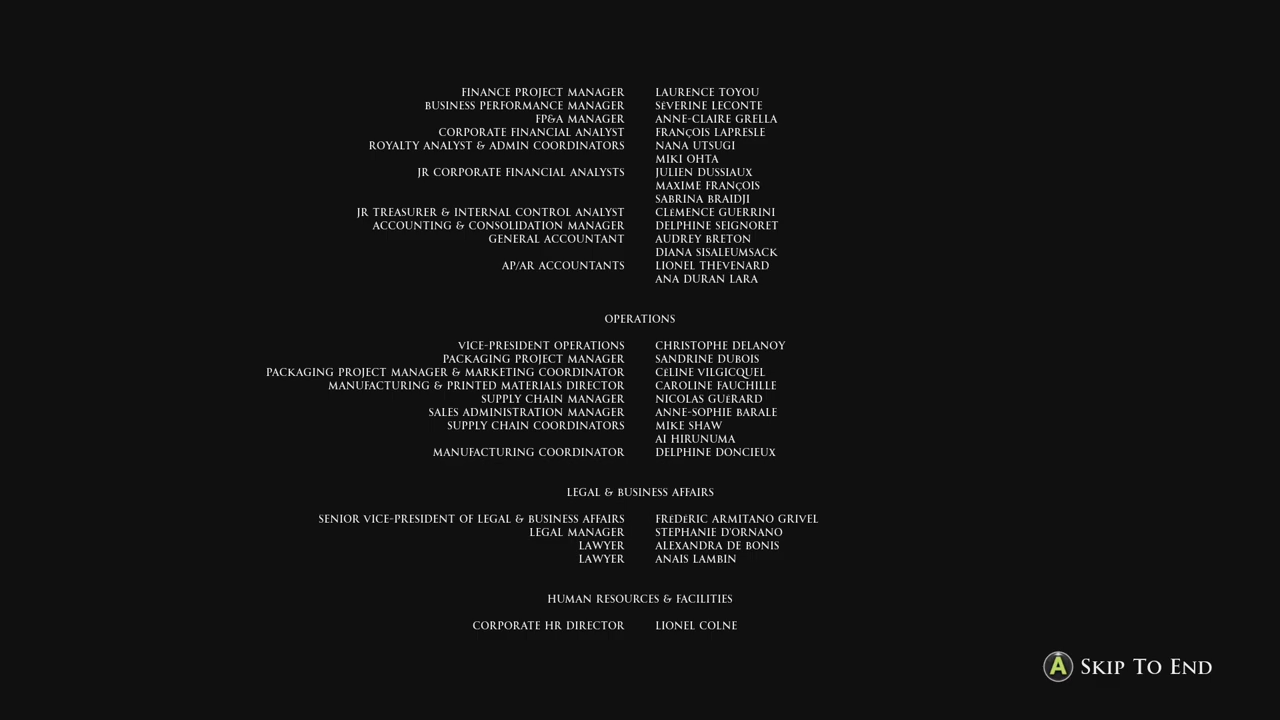 FINANCE PROJECT MANAGER LAURENCE TOYOU
BUSINESS PERFORMANCE MANAGER SÉVERINE LECONTE
FP&A MANAGER ANNE-CLAIRE GRELLA
CORPORATE FINANCIAL ANALYST FRANÇOIS LAPRESLE
ROYALTY ANALYST & ADMIN COORDINATORS NANA UTSUGI
MIKI OHTA
JR CORPORATE FINANCIAL ANALYSTS JULIEN DUSSIAUX
MAXIME FRANÇOIS
SABRINA BRAIDJI
JR TREASURER & INTERNAL CONTROL ANALYST CLÉMENCE GUERRINI
ACCOUNTING & CONSOLIDATION MANAGER DELPHINE SEIGNORET
GENERAL ACCOUNTANT AUDREY BRETON
DIANA SISALEUMSACK
AP/AR ACCOUNTANTS LIONEL THEVENARD
ANA DURAN LARA
OPERATIONS
VICE-PRESIDENT OPERATIONS CHRISTOPHE DELANOY
PACKAGING PROJECT MANAGER SANDRINE DUBOIS
PACKAGING PROJECT MANAGER & MARKETING COORDINATOR CÉLINE VILGICQUEL
MANUFACTURING & PRINTED MATERIALS DIRECTOR CAROLINE FAUCHILLE
SUPPLY CHAIN MANAGER NICOLAS GUÉRARD
SALES ADMINISTRATION MANAGER ANNE-SOPHIE BARALE
SUPPLY CHAIN COORDINATORS MIKE SHAW
AI HIRUNUMA
MANUFACTURING COORDINATOR DELPHINE DONCIEUX
LEGAL & BUSINESS AFFAIRS
SENIOR VICE-PRESIDENT OF LEGAL & BUSINESS AFFAIRS FRÉDÉRIC ARMITANO GRIVEL
LEGAL MANAGER STEPHANIE D'ORNANO
LAWYER ALEXANDRA DE BONIS
LAWYER ANAIS LAMBIN
HUMAN RESOURCES & FACILITIES
CORPORATE HR DIRECTOR LIONEL COLNE
A SKIP TO END